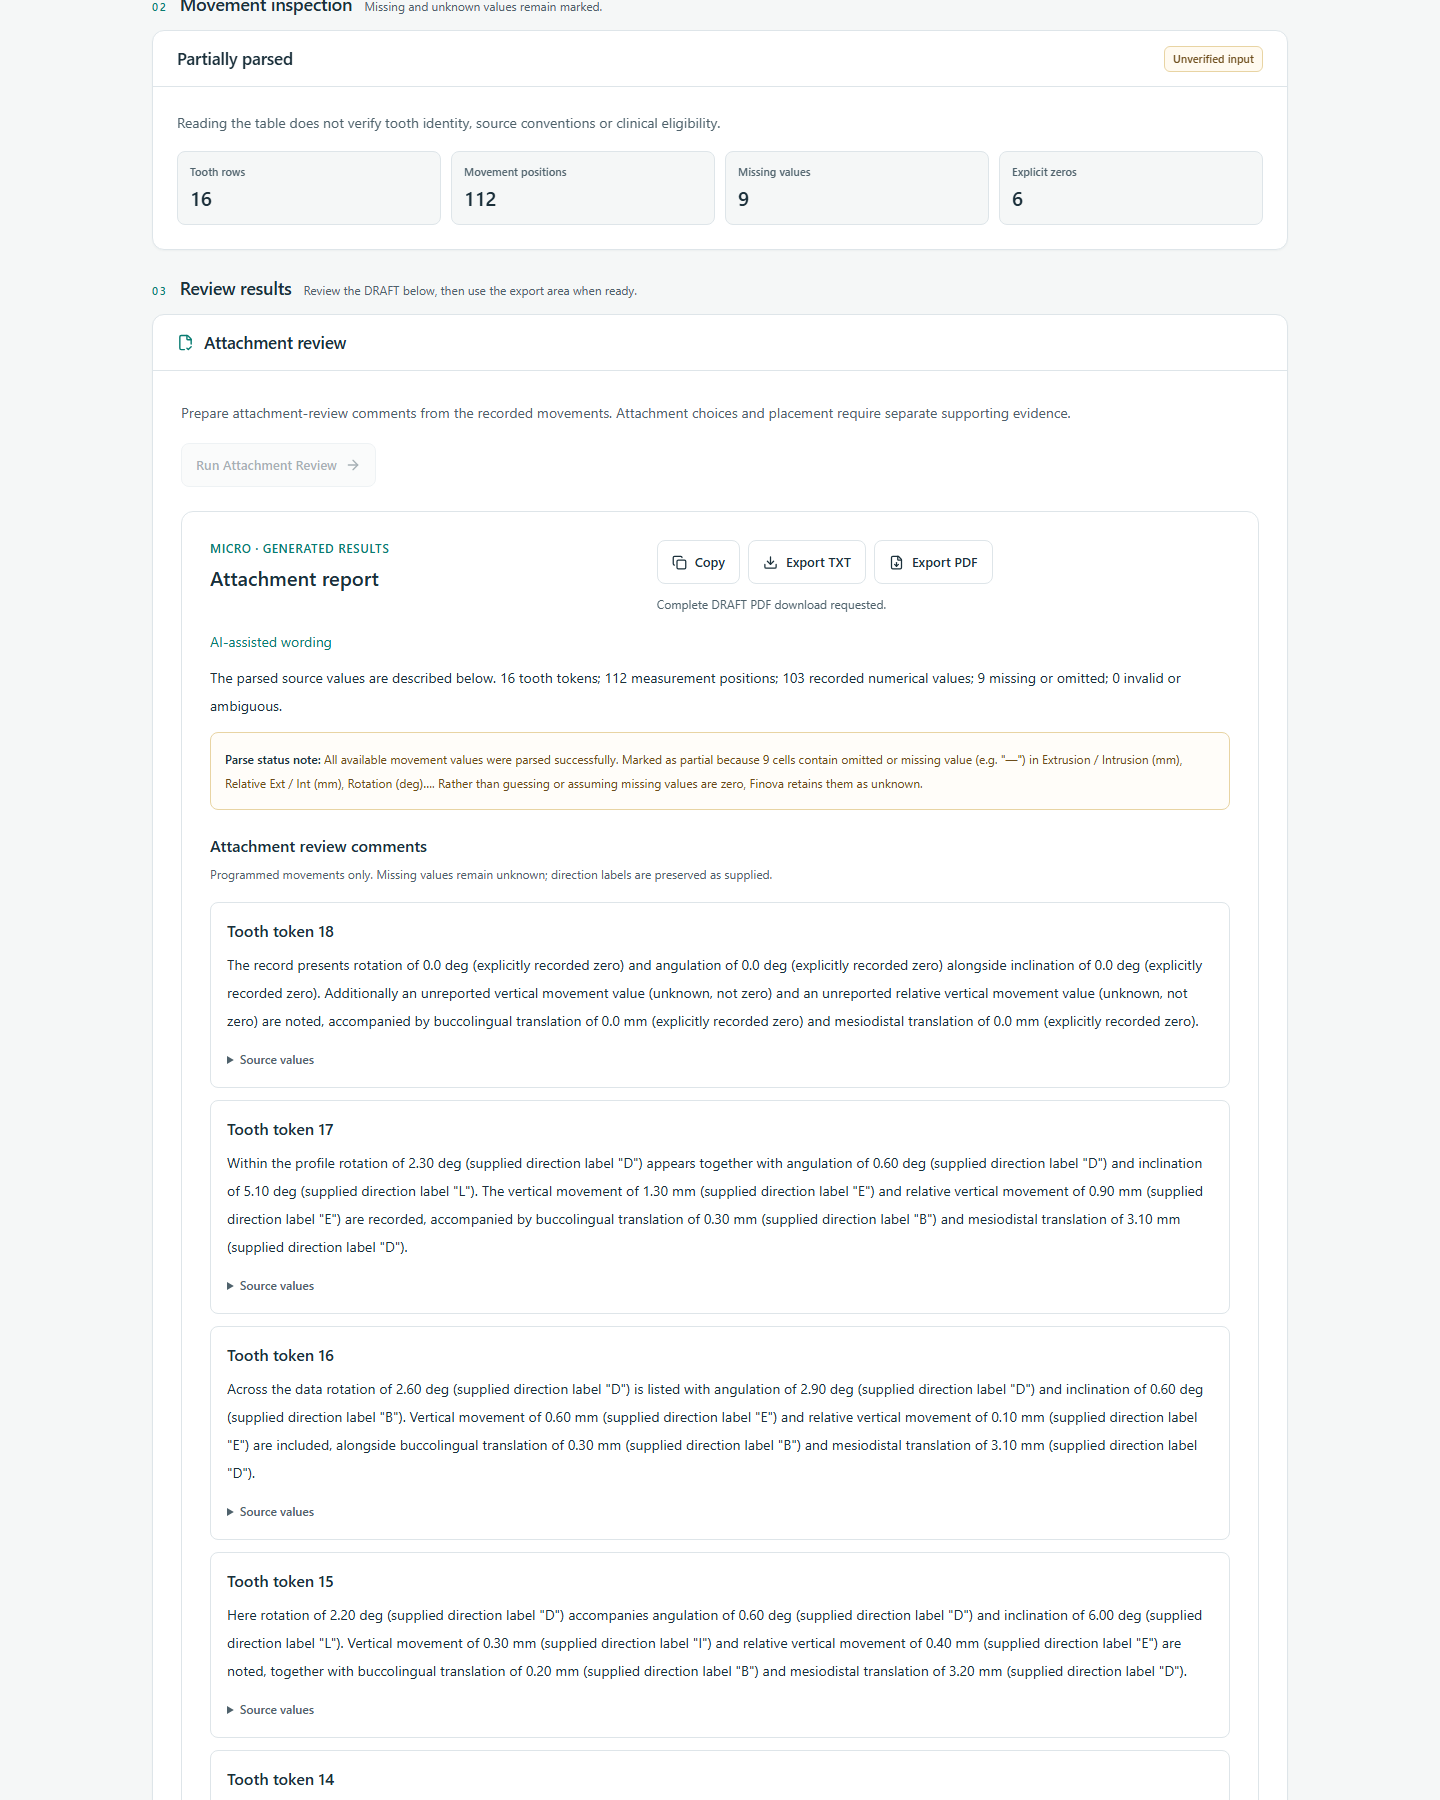 02 Movement inspection Missing and unknown values remain marked.
Partially parsed
Unverified input
Reading the table does not verify tooth identity, source conventions or clinical eligibility.
Tooth rows
16
Movement positions
112
Missing values
9
Explicit zeros
6
03 Review results Review the DRAFT below, then use the export area when ready.
Attachment review
Prepare attachment-review comments from the recorded movements. Attachment choices and placement require separate supporting evidence.
Run Attachment Review
MICRO · GENERATED RESULTS
Attachment report
Copy
Export TXT
Export PDF
Complete DRAFT PDF download requested.
AI-assisted wording
The parsed source values are described below. 16 tooth tokens; 112 measurement positions; 103 recorded numerical values; 9 missing or omitted; 0 invalid or
ambiguous.
Parse status note: All available movement values were parsed successfully. Marked as partial because 9 cells contain omitted or missing value (e.g. "—") in Extrusion / Intrusion (mm),
Relative Ext / Int (mm), Rotation (deg).... Rather than guessing or assuming missing values are zero, Finova retains them as unknown.
Attachment review comments
Programmed movements only. Missing values remain unknown; direction labels are preserved as supplied.
Tooth token 18
The record presents rotation of 0.0 deg (explicitly recorded zero) and angulation of 0.0 deg (explicitly recorded zero) alongside inclination of 0.0 deg (explicitly
recorded zero). Additionally an unreported vertical movement value (unknown, not zero) and an unreported relative vertical movement value (unknown, not
zero) are noted, accompanied by buccolingual translation of 0.0 mm (explicitly recorded zero) and mesiodistal translation of 0.0 mm (explicitly recorded zero).
Source values
Tooth token 17
Within the profile rotation of 2.30 deg (supplied direction label "D") appears together with angulation of 0.60 deg (supplied direction label "D") and inclination
of 5.10 deg (supplied direction label "L"). The vertical movement of 1.30 mm (supplied direction label "E") and relative vertical movement of 0.90 mm (supplied
direction label "E") are recorded, accompanied by buccolingual translation of 0.30 mm (supplied direction label "B") and mesiodistal translation of 3.10 mm
(supplied direction label "D").
Source values
Tooth token 16
Across the data rotation of 2.60 deg (supplied direction label "D") is listed with angulation of 2.90 deg (supplied direction label "D") and inclination of 0.60 deg
(supplied direction label "B"). Vertical movement of 0.60 mm (supplied direction label "E") and relative vertical movement of 0.10 mm (supplied direction label
"E") are included, alongside buccolingual translation of 0.30 mm (supplied direction label "B") and mesiodistal translation of 3.10 mm (supplied direction label
"D").
Source values
Tooth token 15
Here rotation of 2.20 deg (supplied direction label "D") accompanies angulation of 0.60 deg (supplied direction label "D") and inclination of 6.00 deg (supplied
direction label "L"). Vertical movement of 0.30 mm (supplied direction label "I") and relative vertical movement of 0.40 mm (supplied direction label "E") are
noted, together with buccolingual translation of 0.20 mm (supplied direction label "B") and mesiodistal translation of 3.20 mm (supplied direction label "D").
Source values
Tooth token 14